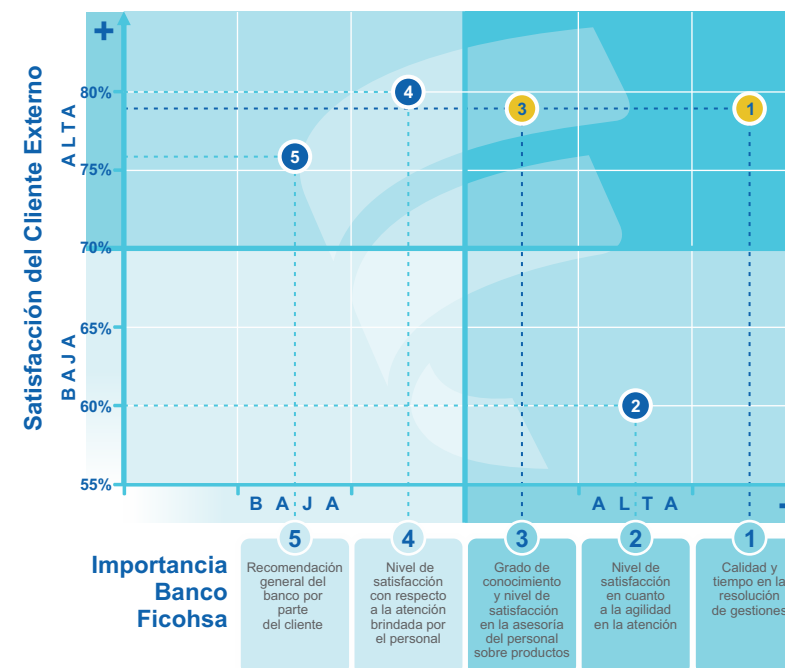 +
Satisfacción del Cliente Externo
ALTA
BAJA
80%
75%
70%
65%
60%
55%
4
3
1
5
2
BAJA
ALTA
-
Importancia
Banco
Ficohsa
5
Recomendación
general del
banco por
parte
del cliente
4
Nivel de
satisfacción
con respecto
a la atención
brindada por
el personal
3
Grado de
conocimiento
y nivel de
satisfacción
en la asesoría
del personal
sobre productos
2
Nivel de
satisfacción
en cuanto
a la agilidad
en la atención
1
Calidad y
tiempo en la
resolución
de gestiones